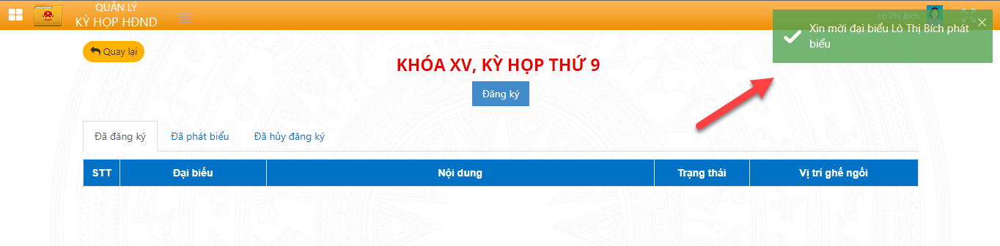 QUẢN LÝ
KỲ HỌP HĐND
Lò Thị Bích
Xin mời đại biểu Lò Thị Bích phát
biểu
Quay lại
KHÓA XV, KỲ HỌP THỨ 9
Đăng ký
Đã đăng ký Đã phát biểu Đã hủy đăng ký
STT Đại biểu Nội dung Trạng thái Vị trí ghế ngồi